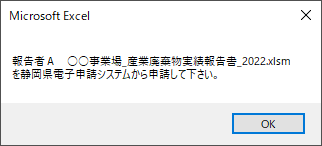 Microsoft Excel
報告者A　〇〇事業場_産業廃棄物実績報告書_2022.xlsm
を静岡県電子申請システムから申請して下さい。
OK